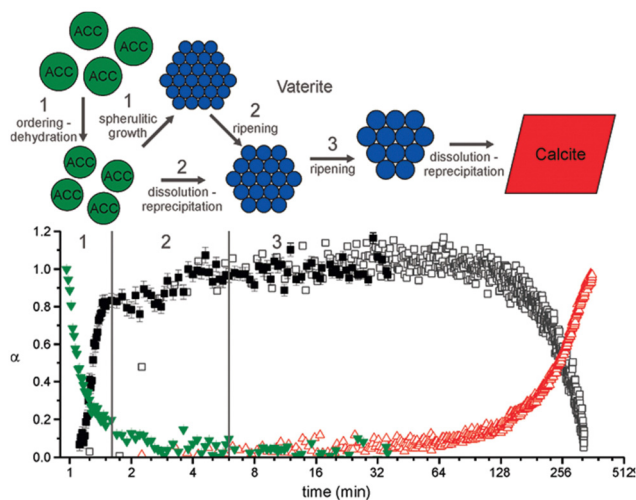 ACC
ACC
ACC
ACC
1
ordering -
dehydration
1
spherulitic
growth
Vaterite
2
ripening
ACC
ACC
ACC
ACC
2
dissolution -
reprecipitation
3
ripening
dissolution -
reprecipitation
Calcite
1
2
3
1.2
1.0
0.8
0.6
0.4
0.2
0.0
α
1
2
4
8
16
32
64
128
256
512
time (min)